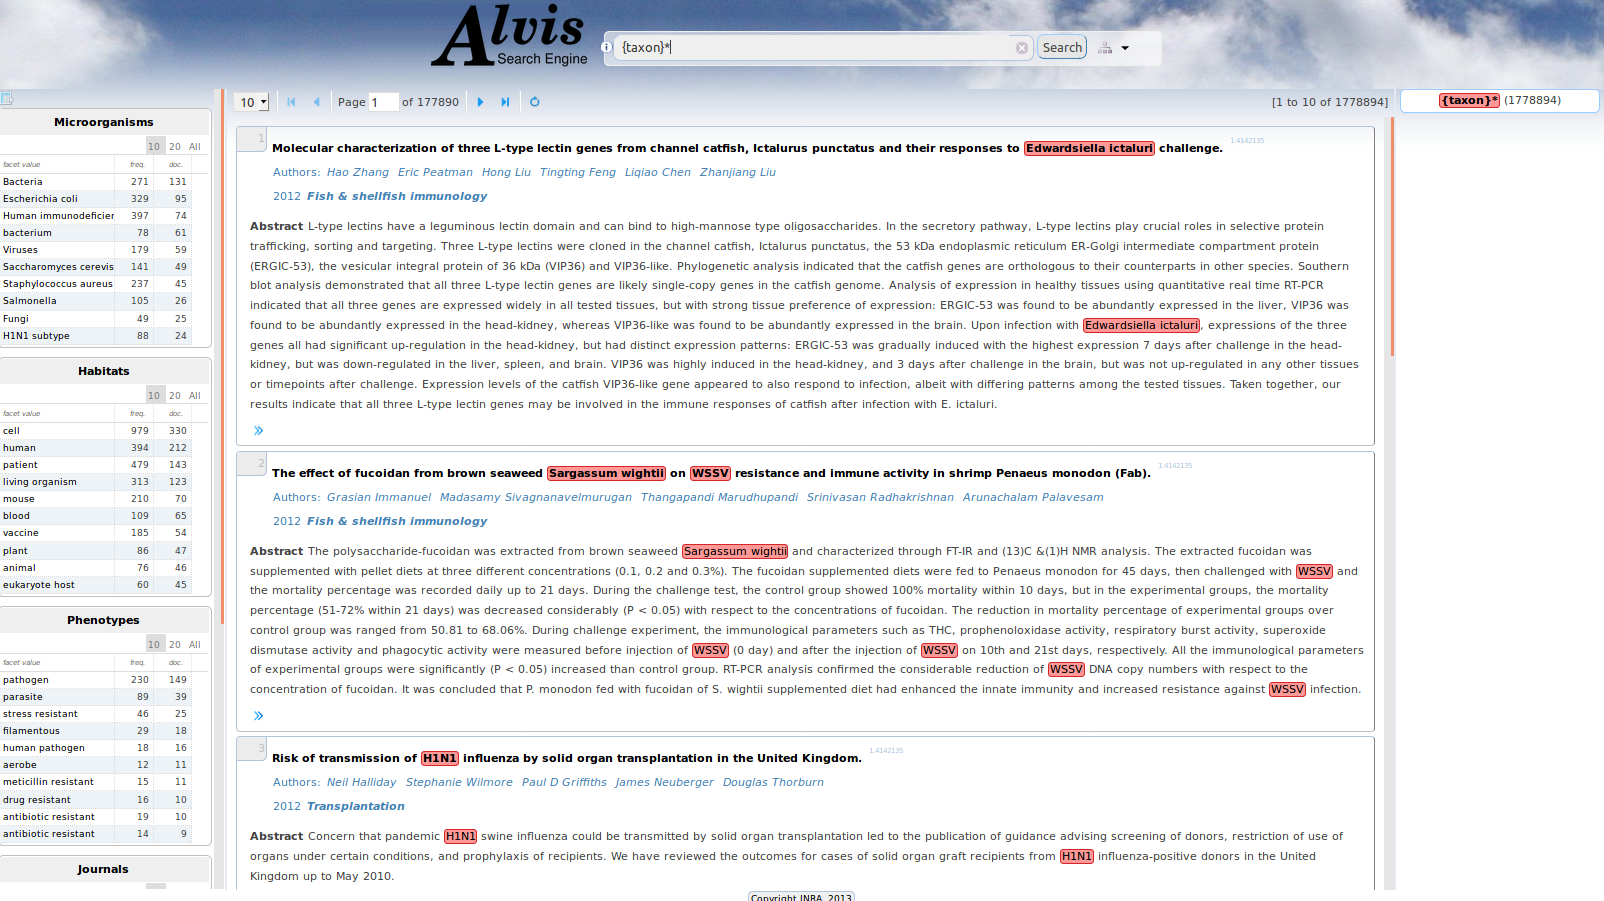 Alvis
Search Engine
{taxon}*
Search
10
Page 1 of 177890
[1 to 10 of 1778894]
{taxon}* (1778894)
Microorganisms
10 20 All
facet value freq. doc.
Bacteria 271 131
Escherichia coli 329 95
Human immunodeficier 397 74
bacterium 78 61
Viruses 179 59
Saccharomyces cerevis 141 49
Staphylococcus aureus 237 45
Salmonella 105 26
Fungi 49 25
H1N1 subtype 88 24
Habitats
10 20 All
facet value freq. doc.
cell 979 330
human 394 212
patient 479 143
living organism 313 123
mouse 210 70
blood 109 65
vaccine 185 54
plant 86 47
animal 76 46
eukaryote host 60 45
Phenotypes
10 20 All
facet value freq. doc.
pathogen 230 149
parasite 89 39
stress resistant 46 25
filamentous 29 18
human pathogen 18 16
aerobe 12 11
meticillin resistant 15 11
drug resistant 16 10
antibiotic resistant 19 10
antibiotic resistant 14 9
Journals
1
Molecular characterization of three L-type lectin genes from channel catfish, Ictalurus punctatus and their responses to Edwardsiella ictaluri challenge. 1.4142135
Authors: Hao Zhang Eric Peatman Hong Liu Tingting Feng Liqiao Chen Zhanjiang Liu
2012 Fish & shellfish immunology
Abstract L-type lectins have a leguminous lectin domain and can bind to high-mannose type oligosaccharides. In the secretory pathway, L-type lectins play crucial roles in selective protein
trafficking, sorting and targeting. Three L-type lectins were cloned in the channel catfish, Ictalurus punctatus, the 53 kDa endoplasmic reticulum ER-Golgi intermediate compartment protein
(ERGIC-53), the vesicular integral protein of 36 kDa (VIP36) and VIP36-like. Phylogenetic analysis indicated that the catfish genes are orthologous to their counterparts in other species. Southern
blot analysis demonstrated that all three L-type lectin genes are likely single-copy genes in the catfish genome. Analysis of expression in healthy tissues using quantitative real time RT-PCR
indicated that all three genes are expressed widely in all tested tissues, but with strong tissue preference of expression: ERGIC-53 was found to be abundantly expressed in the liver, VIP36 was
found to be abundantly expressed in the head-kidney, whereas VIP36-like was found to be abundantly expressed in the brain. Upon infection with Edwardsiella ictaluri, expressions of the three
genes all had significant up-regulation in the head-kidney, but had distinct expression patterns: ERGIC-53 was gradually induced with the highest expression 7 days after challenge in the head-
kidney, but was down-regulated in the liver, spleen, and brain. VIP36 was highly induced in the head-kidney, and 3 days after challenge in the brain, but was not up-regulated in any other tissues
or timepoints after challenge. Expression levels of the catfish VIP36-like gene appeared to also respond to infection, albeit with differing patterns among the tested tissues. Taken together, our
results indicate that all three L-type lectin genes may be involved in the immune responses of catfish after infection with E. ictaluri.
2
The effect of fucoidan from brown seaweed Sargassum wightii on WSSV resistance and immune activity in shrimp Penaeus monodon (Fab). 1.4142135
Authors: Grasian Immanuel Madasamy Sivagnanavelmurugan Thangapandi Marudhupandi Srinivasan Radhakrishnan Arunachalam Palavesam
2012 Fish & shellfish immunology
Abstract The polysaccharide-fucoidan was extracted from brown seaweed Sargassum wightii and characterized through FT-IR and (13)C &(1)H NMR analysis. The extracted fucoidan was
supplemented with pellet diets at three different concentrations (0.1, 0.2 and 0.3%). The fucoidan supplemented diets were fed to Penaeus monodon for 45 days, then challenged with WSSV and
the mortality percentage was recorded daily up to 21 days. During the challenge test, the control group showed 100% mortality within 10 days, but in the experimental groups, the mortality
percentage (51-72% within 21 days) was decreased considerably (P < 0.05) with respect to the concentrations of fucoidan. The reduction in mortality percentage of experimental groups over
control group was ranged from 50.81 to 68.06%. During challenge experiment, the immunological parameters such as THC, prophenoloxidase activity, respiratory burst activity, superoxide
dismutase activity and phagocytic activity were measured before injection of WSSV (0 day) and after the injection of WSSV on 10th and 21st days, respectively. All the immunological parameters
of experimental groups were significantly (P < 0.05) increased than control group. RT-PCR analysis confirmed the considerable reduction of WSSV DNA copy numbers with respect to the
concentration of fucoidan. It was concluded that P. monodon fed with fucoidan of S. wightii supplemented diet had enhanced the innate immunity and increased resistance against WSSV infection.
3
Risk of transmission of H1N1 influenza by solid organ transplantation in the United Kingdom. 1.4142135
Authors: Neil Halliday Stephanie Wilmore Paul D Griffiths James Neuberger Douglas Thorburn
2012 Transplantation
Abstract Concern that pandemic H1N1 swine influenza could be transmitted by solid organ transplantation led to the publication of guidance advising screening of donors, restriction of use of
organs under certain conditions, and prophylaxis of recipients. We have reviewed the outcomes for cases of solid organ graft recipients from H1N1 influenza-positive donors in the United
Kingdom up to May 2010.
Copyright INRA, 2013